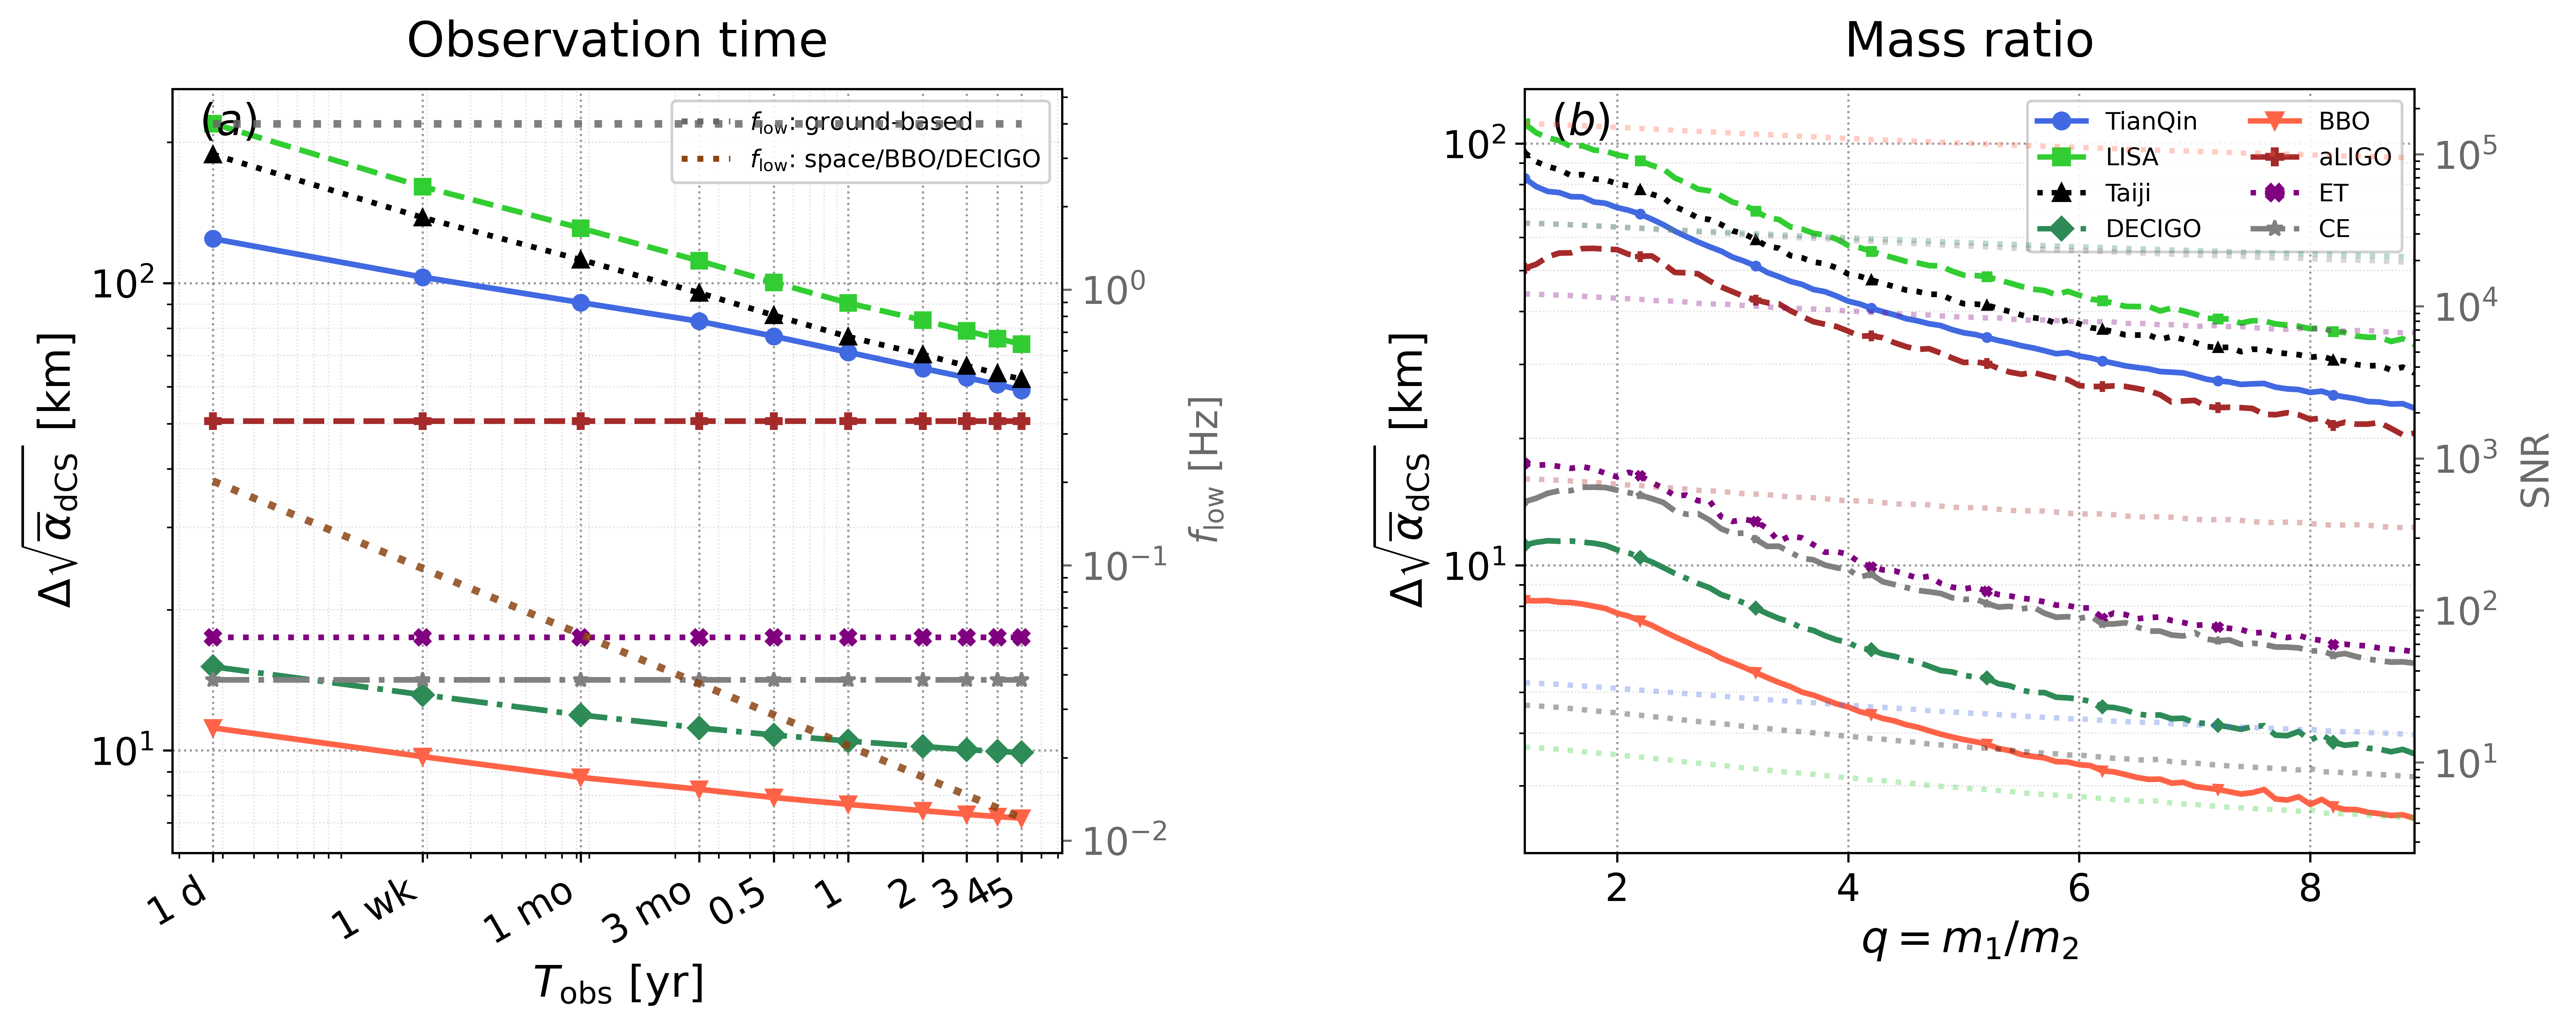 Observation time
(a)
f_low: ground-based
f_low: space/BBO/DECIGO
10^2
10^1
Δ√ᾱ_dCS [km]
10^0
10^-1
10^-2
f_low [Hz]
1 d
1 wk
1 mo
3 mo
0.5
1
2
3
4
5
T_obs [yr]
Mass ratio
(b)
TianQin
LISA
Taiji
DECIGO
BBO
aLIGO
ET
CE
10^2
10^1
Δ√ᾱ_dCS [km]
10^5
10^4
10^3
10^2
10^1
SNR
2
4
6
8
q = m_1/m_2